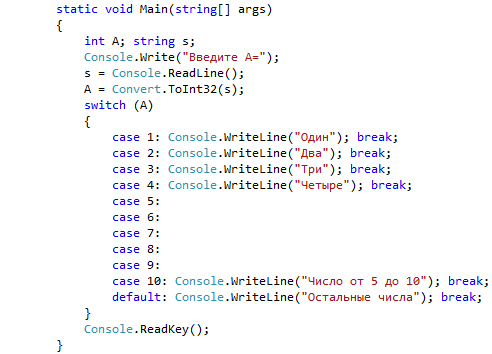 static void Main(string[] args)
{
int A; string s;
Console.Write("Введите A=");
s = Console.ReadLine();
A = Convert.ToInt32(s);
switch (A)
{
case 1: Console.WriteLine("Один"); break;
case 2: Console.WriteLine("Два"); break;
case 3: Console.WriteLine("Три"); break;
case 4: Console.WriteLine("Четыре"); break;
case 5:
case 6:
case 7:
case 8:
case 9:
case 10: Console.WriteLine("Число от 5 до 10"); break;
default: Console.WriteLine("Остальные числа"); break;
}
Console.ReadKey();
}